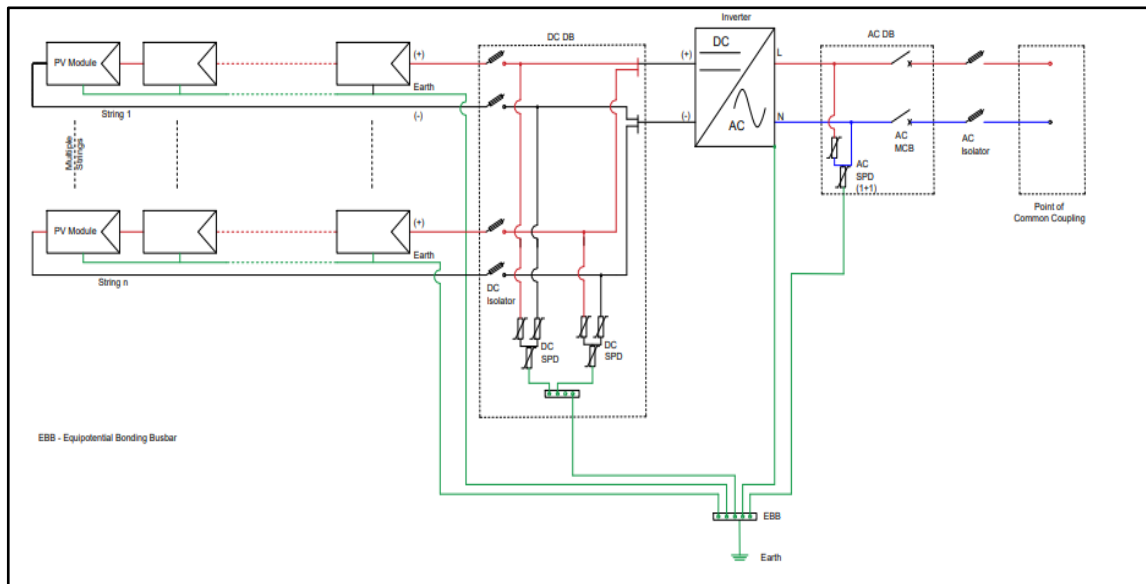 Inverter
DC DB
AC DB
PV Module
(+)
(+)
DC
L
Earth
String 1
(-)
(-)
AC
N
AC
MCB
AC
Isolator
AC
SPD
(1+1)
Multiple
Strings
Point of
Common Coupling
PV Module
(+)
Earth
String n
DC
Isolator
DC
SPD
DC
SPD
EBB - Equipotential Bonding Busbar
EBB
Earth